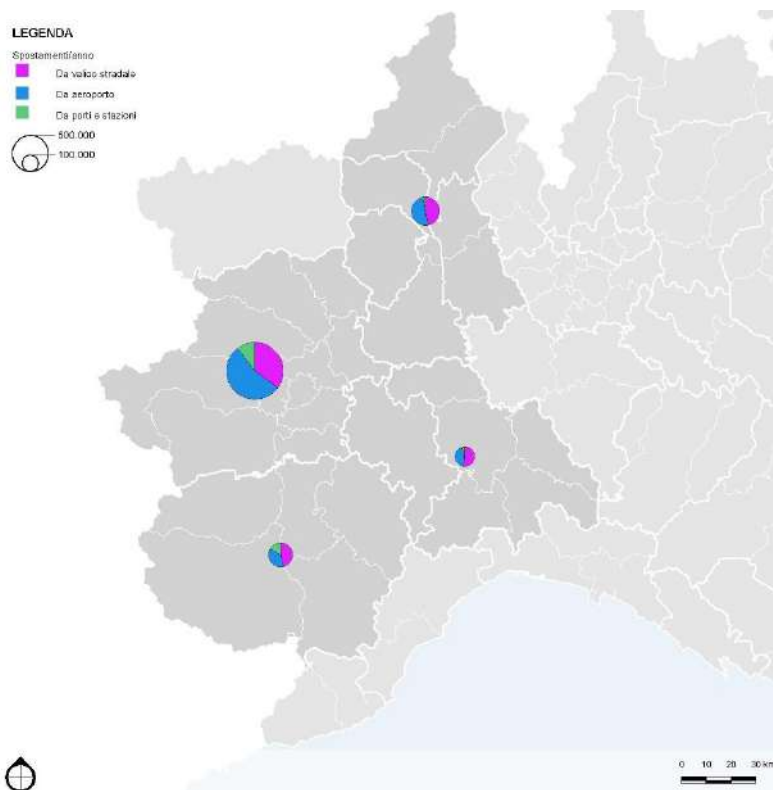 LEGENDA
Spostamenti/anno
Da valico stradale
Da aeroporto
Da porti e stazioni
500.000
100.000
0 10 20 30 km